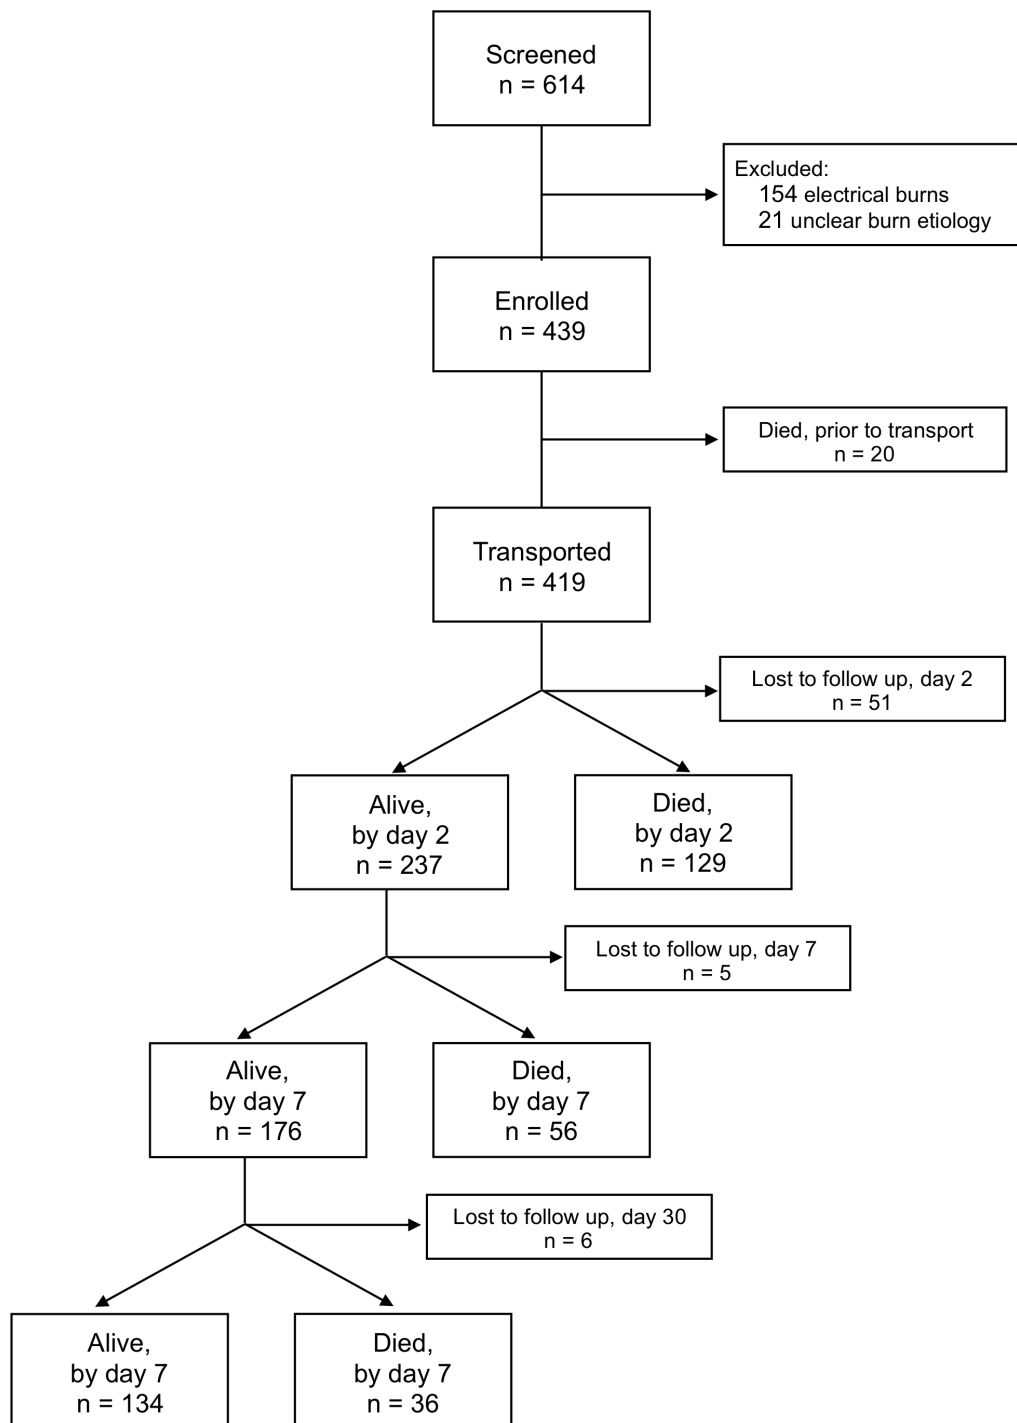 Screened
n = 614
Excluded:
154 electrical burns
21 unclear burn etiology
Enrolled
n = 439
Died, prior to transport
n = 20
Transported
n = 419
Lost to follow up, day 2
n = 51
Alive,
by day 2
n = 237
Died,
by day 2
n = 129
Lost to follow up, day 7
n = 5
Alive,
by day 7
n = 176
Died,
by day 7
n = 56
Lost to follow up, day 30
n = 6
Alive,
by day 7
n = 134
Died,
by day 7
n = 36